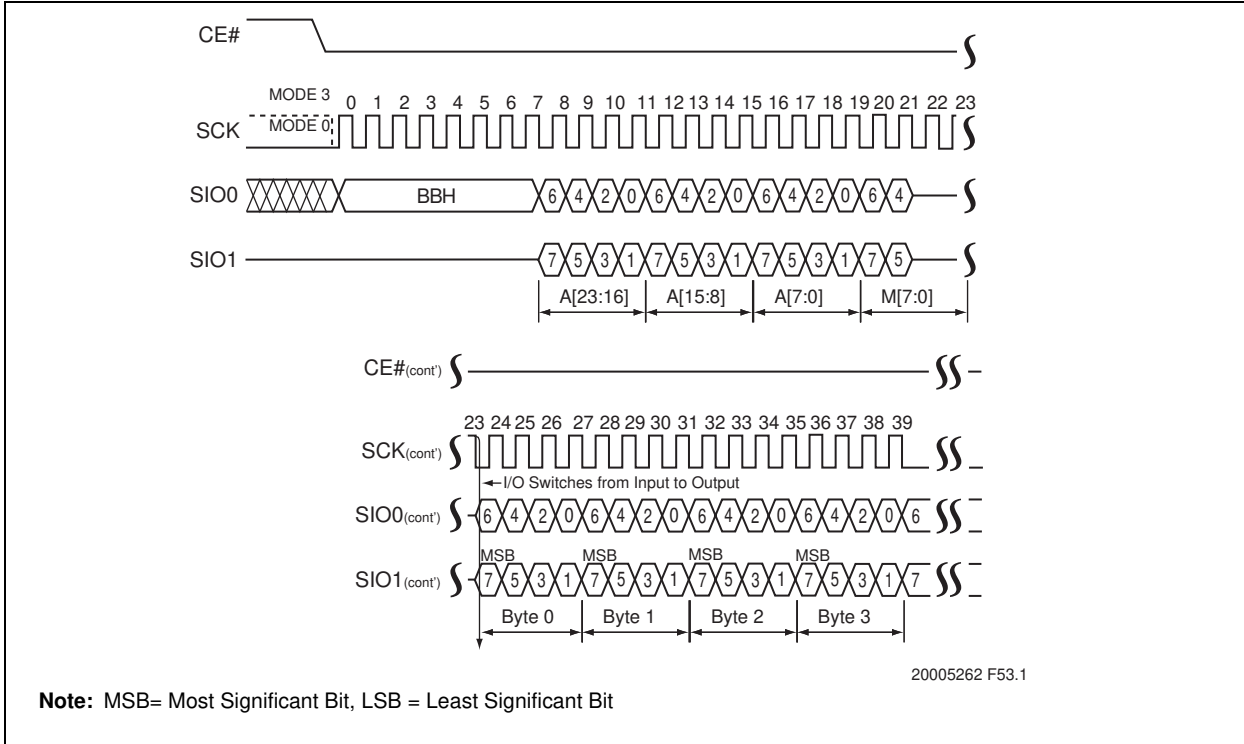 CE#
MODE 3
0 1 2 3 4 5 6 7 8 9 10 11 12 13 14 15 16 17 18 19 20 21 22 23
SCK MODE 0
SIO0 BBH 6 4 2 0 6 4 2 0 6 4 2 0 6 4
SIO1 7 5 3 1 7 5 3 1 7 5 3 1 7 5
A[23:16] A[15:8] A[7:0] M[7:0]
CE#(cont')
23 24 25 26 27 28 29 30 31 32 33 34 35 36 37 38 39
SCK(cont')
I/O Switches from Input to Output
SIO0(cont') 6 4 2 0 6 4 2 0 6 4 2 0 6 4 2 0 6
MSB MSB MSB MSB
SIO1(cont') 7 5 3 1 7 5 3 1 7 5 3 1 7 5 3 1 7
Byte 0 Byte 1 Byte 2 Byte 3
20005262 F53.1
Note: MSB= Most Significant Bit, LSB = Least Significant Bit